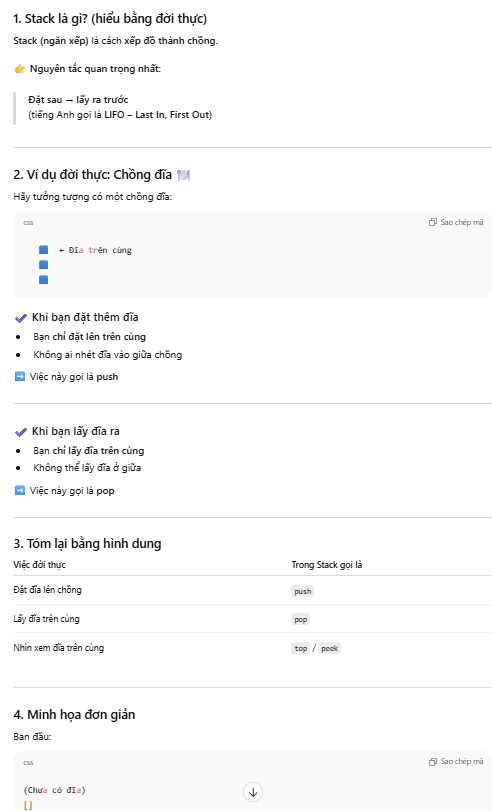 1. Stack là gì? (hiểu bằng đời thực)
Stack (ngăn xếp) là cách xếp đồ thành chồng.
👉 Nguyên tắc quan trọng nhất:
Đặt sau → lấy ra trước
(tiếng Anh gọi là LIFO – Last In, First Out)
2. Ví dụ đời thực: Chồng đĩa 🍽️
Hãy tưởng tượng có một chồng đĩa:
css
Sao chép mã
🟦 ← Đĩa trên cùng
🟦
🟦
✔ Khi bạn đặt thêm đĩa
• Bạn chỉ đặt lên trên cùng
• Không ai nhét đĩa vào giữa chồng
➡️ Việc này gọi là push
✔ Khi bạn lấy đĩa ra
• Bạn chỉ lấy đĩa trên cùng
• Không thể lấy đĩa ở giữa
➡️ Việc này gọi là pop
3. Tóm lại bằng hình dung
Việc đời thực Trong Stack gọi là
Đặt đĩa lên chồng push
Lấy đĩa trên cùng pop
Nhìn xem đĩa trên cùng top / peek
4. Minh họa đơn giản
Ban đầu:
css
Sao chép mã
(Chưa có đĩa)
[]